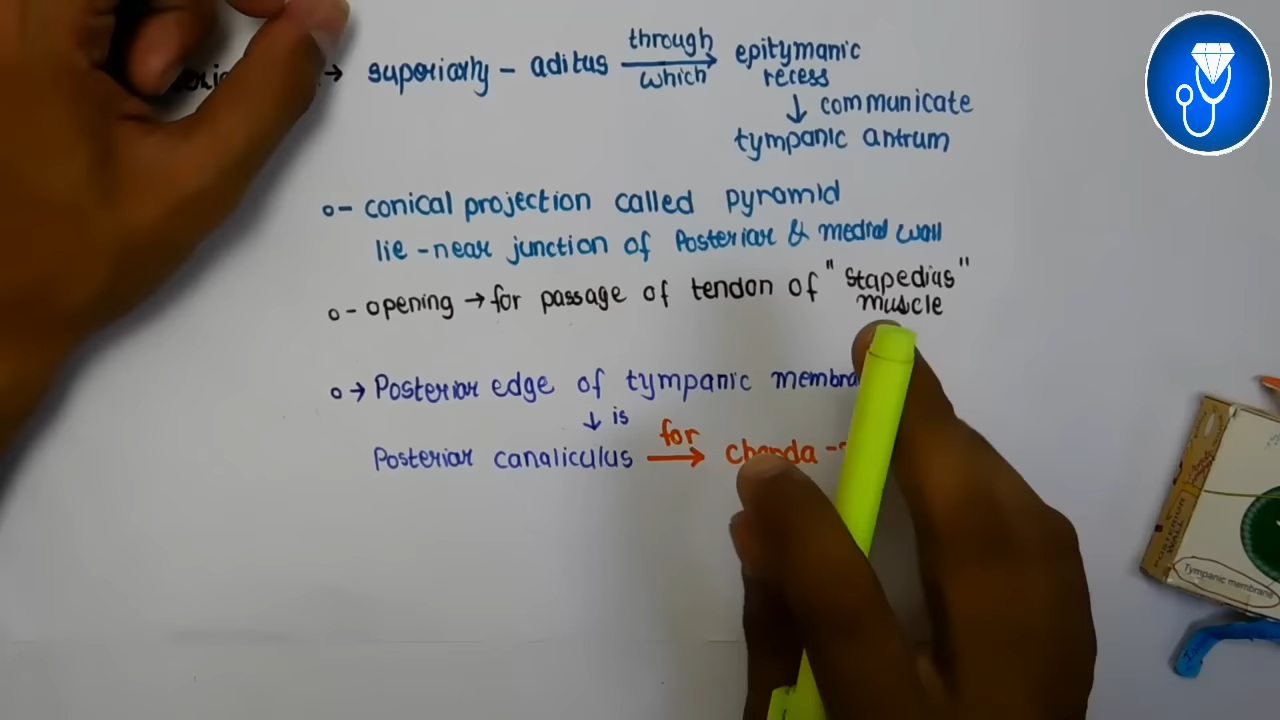 → superiorly - aditus through which → epitymanic recess
↓ communicate
tympanic antrum
o- conical projection called pyramid
lie - near junction of Posterior & medial wall
o- opening → for passage of tendon of "stapedius" muscle
o→ Posterior edge of tympanic
↓ is
Posterior canaliculus for →
POSTERIOR WALL
Tympanic membrane